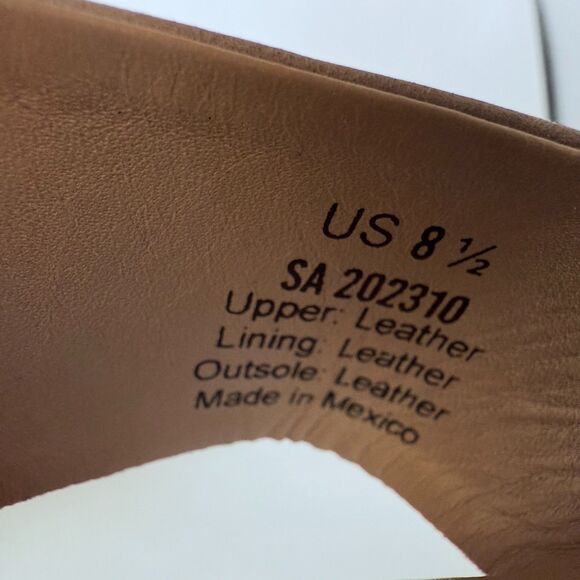 US 8 ½
SA 202310
Upper: Leather
Lining: Leather
Outsole: Leather
Made in Mexico